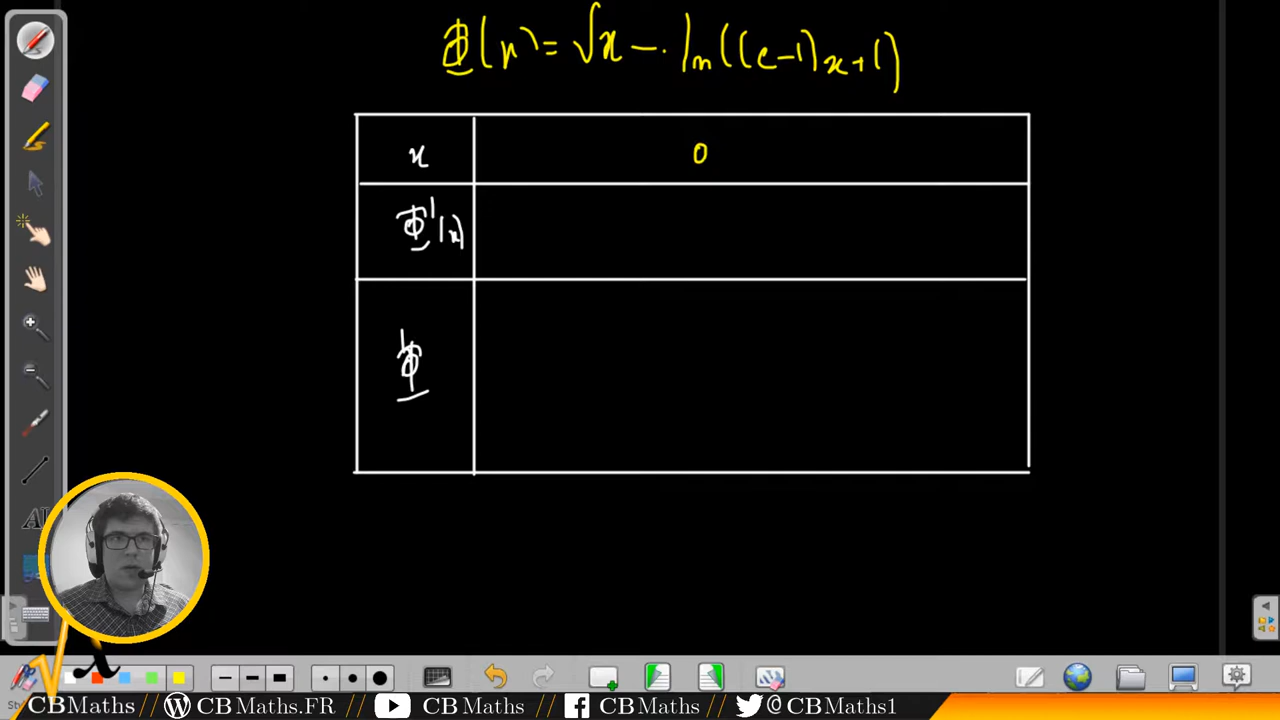 Φ(x) = √x − ln((e−1)x+1)
x 0
Φ'(x)
Φ
CBMaths CBMaths.FR CBMaths CBMaths @CBMaths1